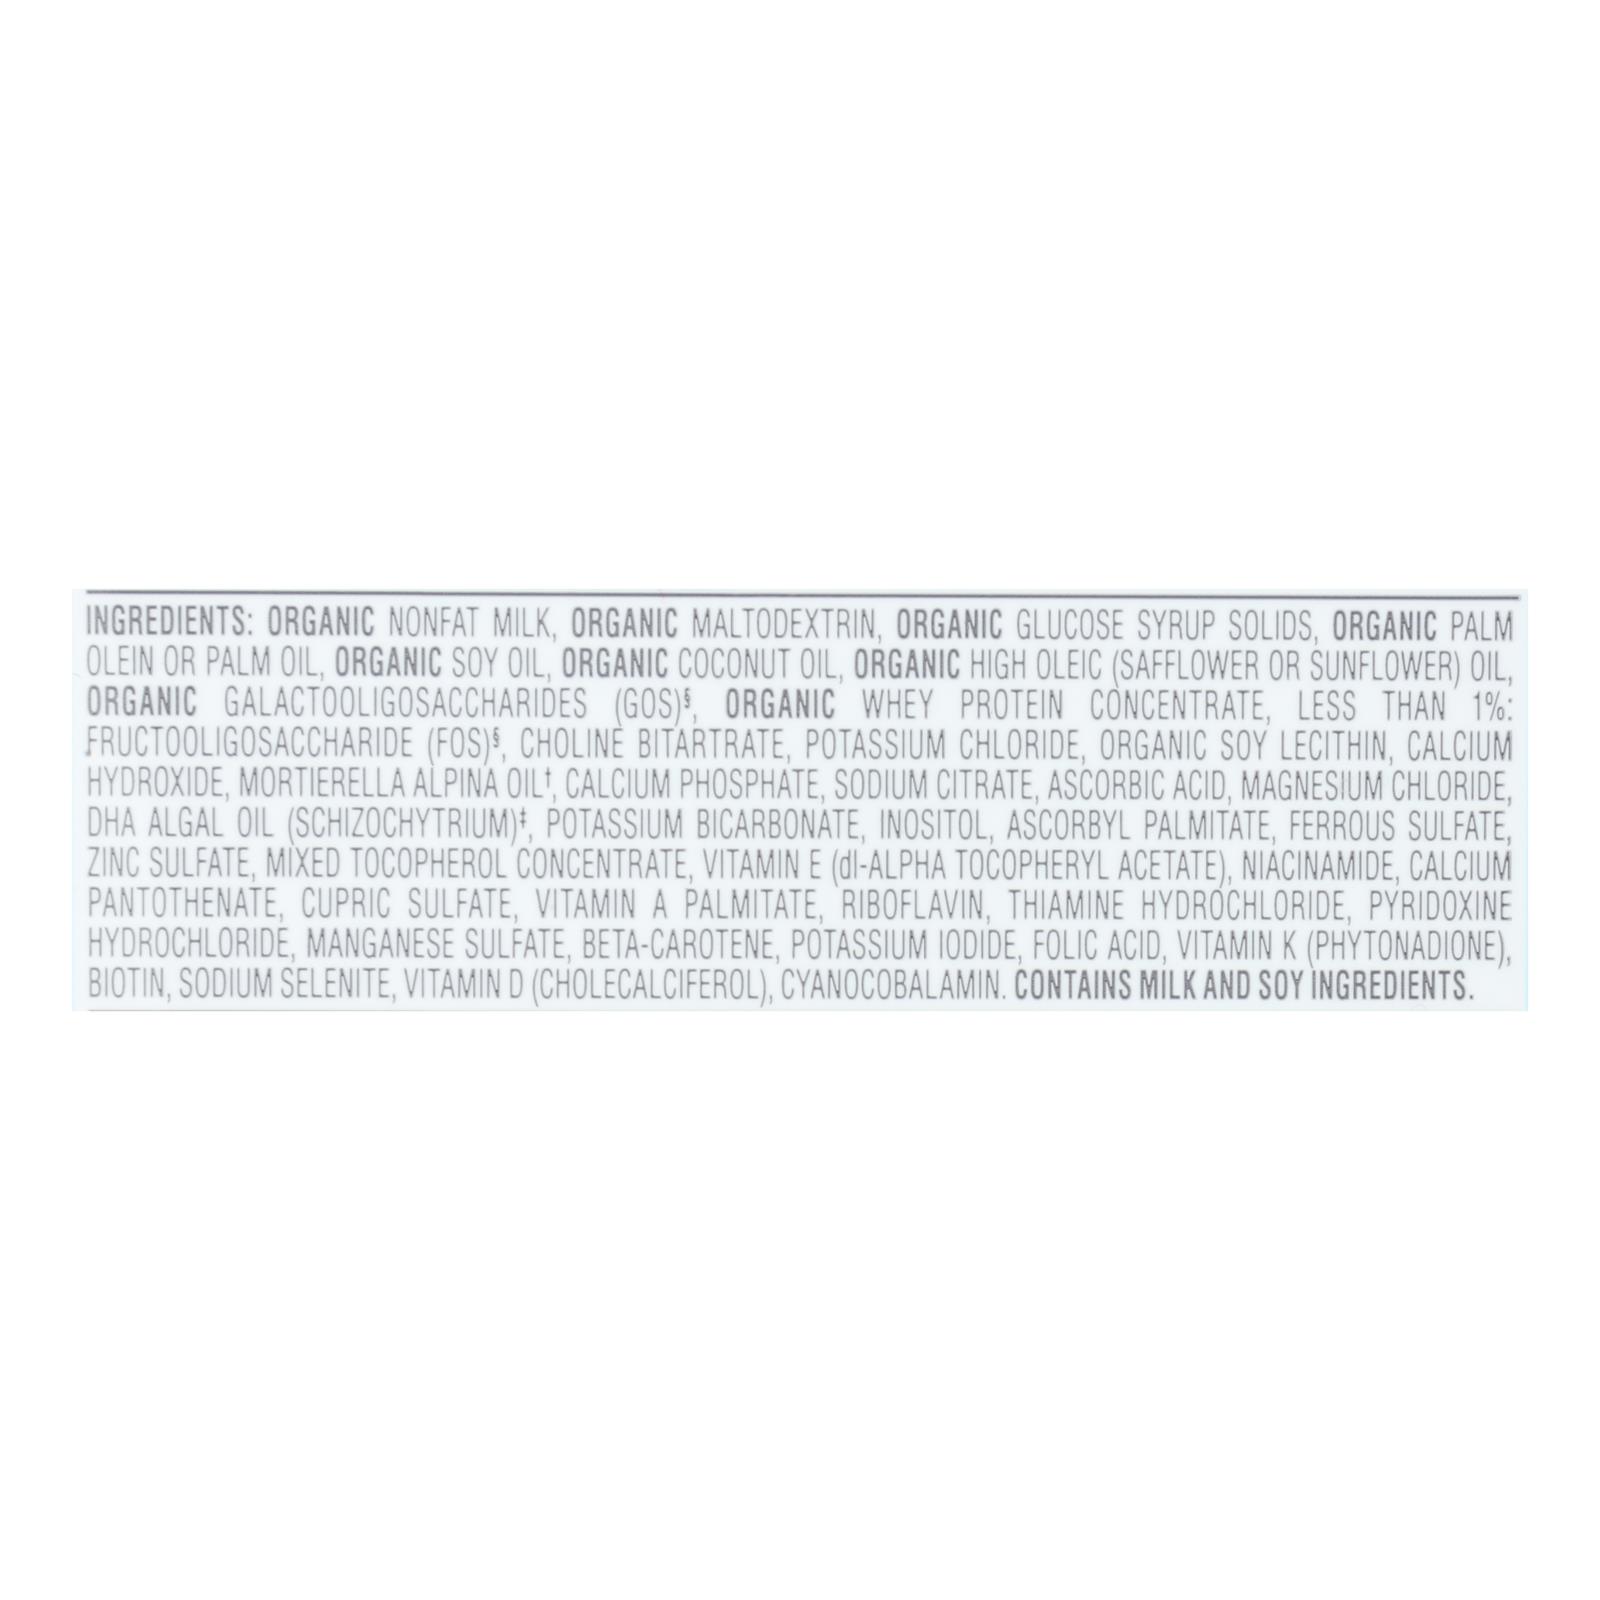 INGREDIENTS: ORGANIC NONFAT MILK, ORGANIC MALTODEXTRIN, ORGANIC GLUCOSE SYRUP SOLIDS, ORGANIC PALM
OLEIN OR PALM OIL, ORGANIC SOY OIL, ORGANIC COCONUT OIL, ORGANIC HIGH OLEIC (SAFFLOWER OR SUNFLOWER) OIL,
ORGANIC GALACTOOLIGOSACCHARIDES (GOS)§, ORGANIC WHEY PROTEIN CONCENTRATE, LESS THAN 1%:
FRUCTOOLIGOSACCHARIDE (FOS)§, CHOLINE BITARTRATE, POTASSIUM CHLORIDE, ORGANIC SOY LECITHIN, CALCIUM
HYDROXIDE, MORTIERELLA ALPINA OIL†, CALCIUM PHOSPHATE, SODIUM CITRATE, ASCORBIC ACID, MAGNESIUM CHLORIDE,
DHA ALGAL OIL (SCHIZOCHYTRIUM)‡, POTASSIUM BICARBONATE, INOSITOL, ASCORBYL PALMITATE, FERROUS SULFATE,
ZINC SULFATE, MIXED TOCOPHEROL CONCENTRATE, VITAMIN E (dl-ALPHA TOCOPHERYL ACETATE), NIACINAMIDE, CALCIUM
PANTOTHENATE, CUPRIC SULFATE, VITAMIN A PALMITATE, RIBOFLAVIN, THIAMINE HYDROCHLORIDE, PYRIDOXINE
HYDROCHLORIDE, MANGANESE SULFATE, BETA-CAROTENE, POTASSIUM IODIDE, FOLIC ACID, VITAMIN K (PHYTONADIONE),
BIOTIN, SODIUM SELENITE, VITAMIN D (CHOLECALCIFEROL), CYANOCOBALAMIN. CONTAINS MILK AND SOY INGREDIENTS.